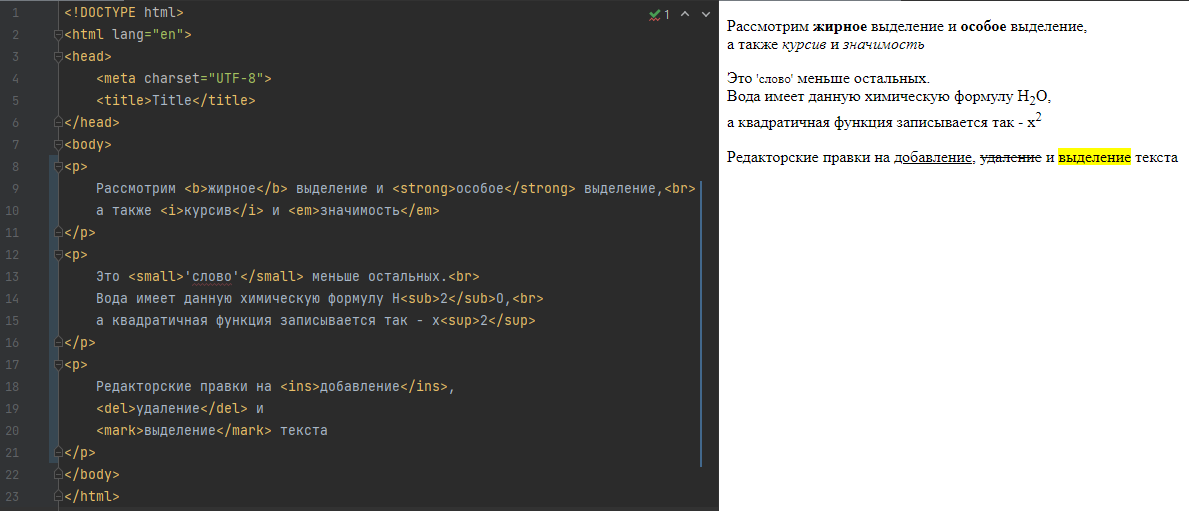 1 <!DOCTYPE html>
2 <html lang="en">
3 <head>
4 <meta charset="UTF-8">
5 <title>Title</title>
6 </head>
7 <body>
8 <p>
9 Рассмотрим <b>жирное</b> выделение и <strong>особое</strong> выделение,<br>
10 а также <i>курсив</i> и <em>значимость</em>
11 </p>
12 <p>
13 Это <small>'слово'</small> меньше остальных.<br>
14 Вода имеет данную химическую формулу H<sub>2</sub>O,<br>
15 а квадратичная функция записывается так - x<sup>2</sup>
16 </p>
17 <p>
18 Редакторские правки на <ins>добавление</ins>,
19 <del>удаление</del> и
20 <mark>выделение</mark> текста
21 </p>
22 </body>
23 </html>
1
Рассмотрим жирное выделение и особое выделение,
а также курсив и значимость
Это 'слово' меньше остальных.
Вода имеет данную химическую формулу H2O,
а квадратичная функция записывается так - x2
Редакторские правки на добавление, удаление и выделение текста